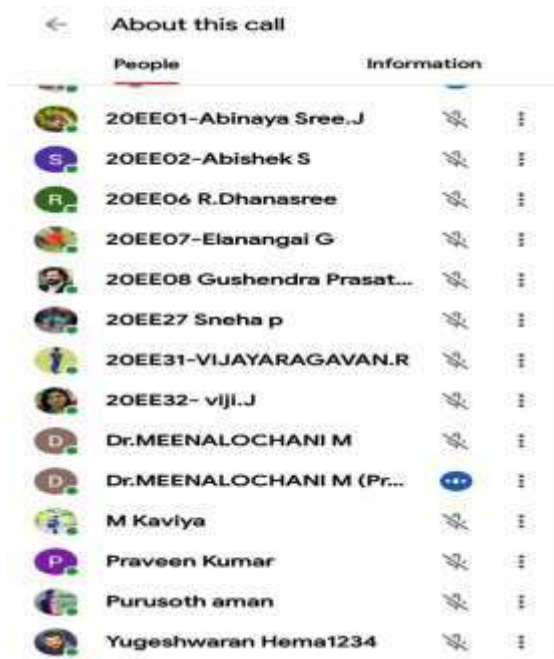 About this call
People Information
20EE01-Abinaya Sree.J
S 20EE02-Abishek S
R 20EE06 R.Dhanasree
20EE07-Elanangai G
20EE08 Gushendra Prasat...
20EE27 Sneha p
20EE31-VIJAYARAGAVAN.R
20EE32- viji.J
D Dr.MEENALOCHANI M
D Dr.MEENALOCHANI M (Pr...
M Kaviya
P Praveen Kumar
Purusoth aman
Yugeshwaran Hema1234